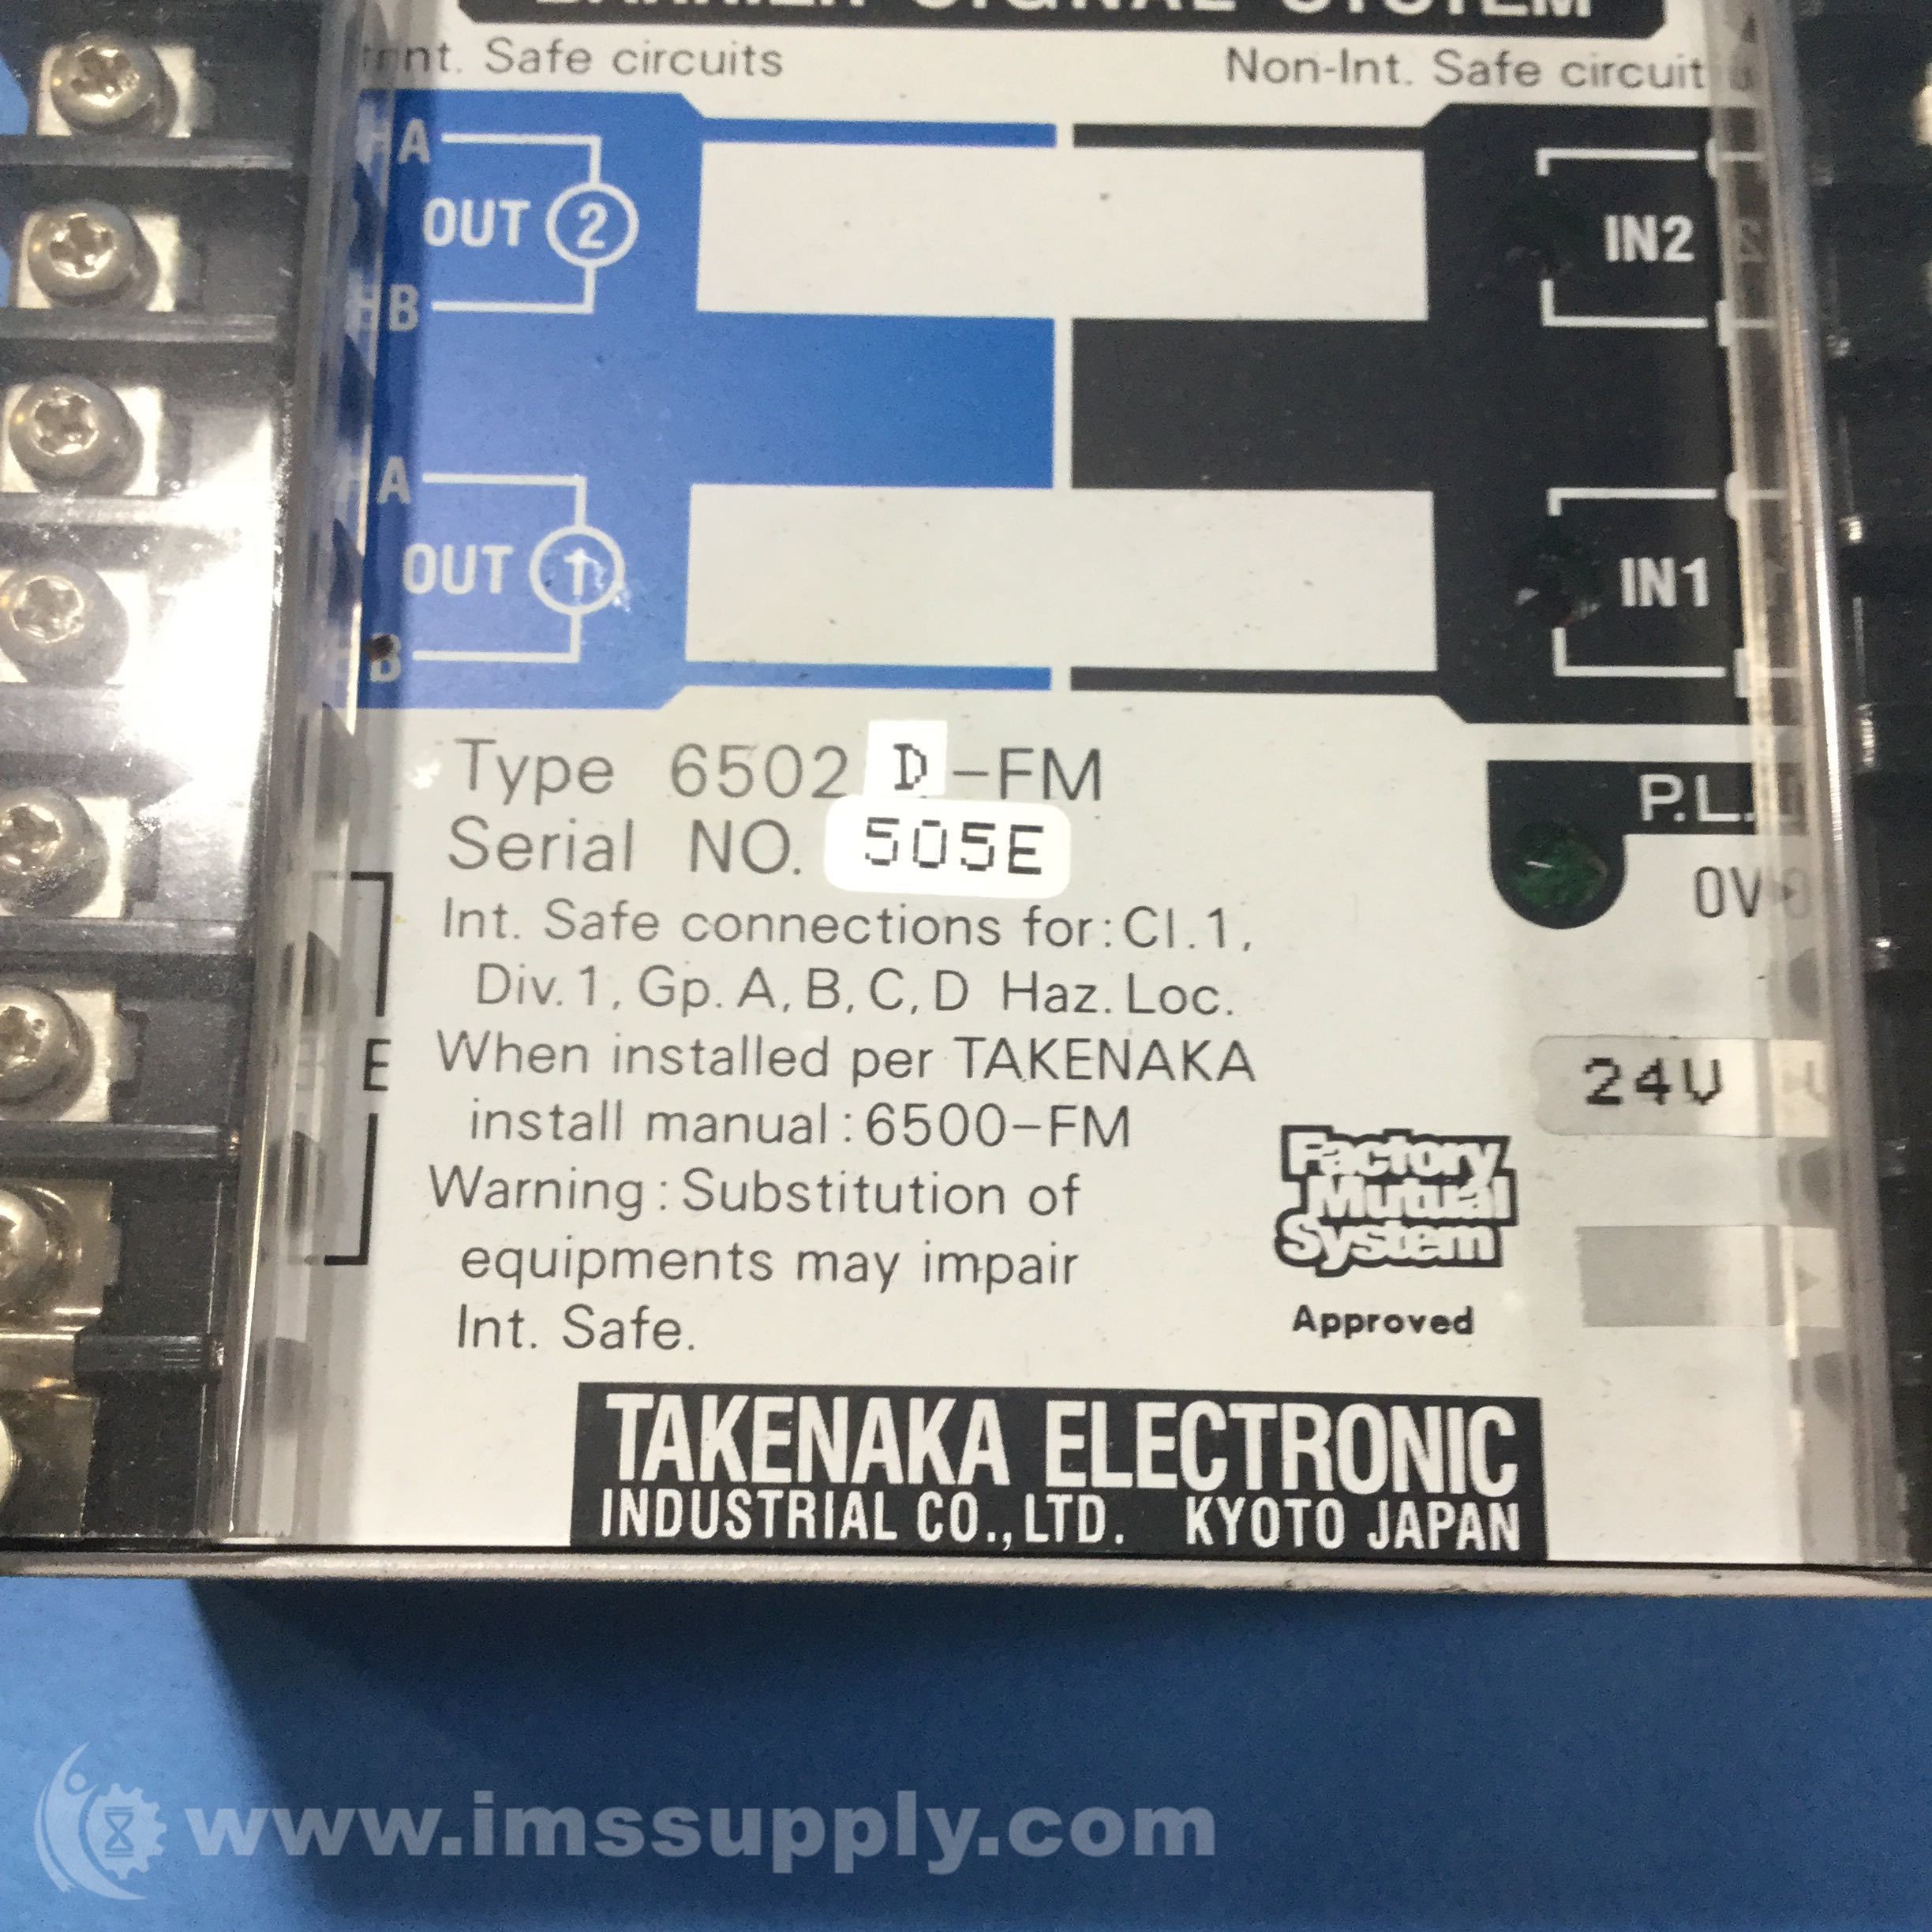 BARRIER SIGNAL SYSTEM
Int. Safe circuits
Non-Int. Safe circuit
A
OUT 2
B
IN2
A
OUT 1
B
IN1
Type 6502 D-FM
Serial NO. 505E
P.L.
0V
Int. Safe connections for: Cl.1,
Div.1, Gp. A, B, C, D Haz. Loc.
E
When installed per TAKENAKA
install manual: 6500-FM
24V
Warning: Substitution of
equipments may impair
Int. Safe.
Factory
Mutual
System
Approved
TAKENAKA ELECTRONIC
INDUSTRIAL CO., LTD. KYOTO JAPAN
www.imssupply.com